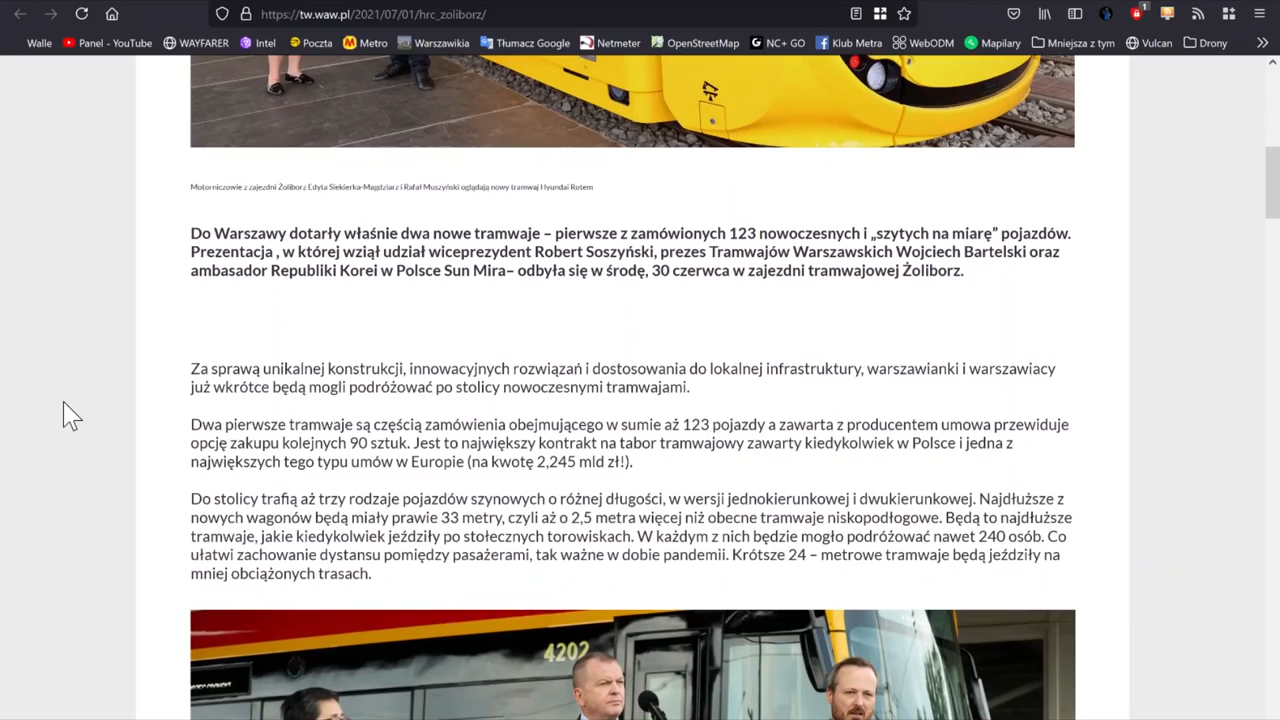 https://tw.waw.pl/2021/07/01/hrc_zoliborz/
1
Walle Panel - YouTube WAYFARER Intel Poczta Metro Warszawikia Tłumacz Google Netmeter OpenStreetMap NC+ GO Klub Metra WebODM Mapilary Mniejsza z tym Vulcan Drony
Motorniczowie z zajezdni Żoliborz Edyta Siekierka-Magdziarz i Rafał Muszyński oglądają nowy tramwaj Hyundai Rotem
Do Warszawy dotarły właśnie dwa nowe tramwaje – pierwsze z zamówionych 123 nowoczesnych i „szytych na miarę” pojazdów.
Prezentacja , w której wziął udział wiceprezydent Robert Soszyński, prezes Tramwajów Warszawskich Wojciech Bartelski oraz
ambasador Republiki Korei w Polsce Sun Mira– odbyła się w środę, 30 czerwca w zajezdni tramwajowej Żoliborz.
Za sprawą unikalnej konstrukcji, innowacyjnych rozwiązań i dostosowania do lokalnej infrastruktury, warszawianki i warszawiacy
już wkrótce będą mogli podróżować po stolicy nowoczesnymi tramwajami.
Dwa pierwsze tramwaje są częścią zamówienia obejmującego w sumie aż 123 pojazdy a zawarta z producentem umowa przewiduje
opcję zakupu kolejnych 90 sztuk. Jest to największy kontrakt na tabor tramwajowy zawarty kiedykolwiek w Polsce i jedna z
największych tego typu umów w Europie (na kwotę 2,245 mld zł!).
Do stolicy trafią aż trzy rodzaje pojazdów szynowych o różnej długości, w wersji jednokierunkowej i dwukierunkowej. Najdłuższe z
nowych wagonów będą miały prawie 33 metry, czyli aż o 2,5 metra więcej niż obecne tramwaje niskopodłogowe. Będą to najdłuższe
tramwaje, jakie kiedykolwiek jeździły po stołecznych torowiskach. W każdym z nich będzie mogło podróżować nawet 240 osób. Co
ułatwi zachowanie dystansu pomiędzy pasażerami, tak ważne w dobie pandemii. Krótsze 24 – metrowe tramwaje będą jeździły na
mniej obciążonych trasach.
4202